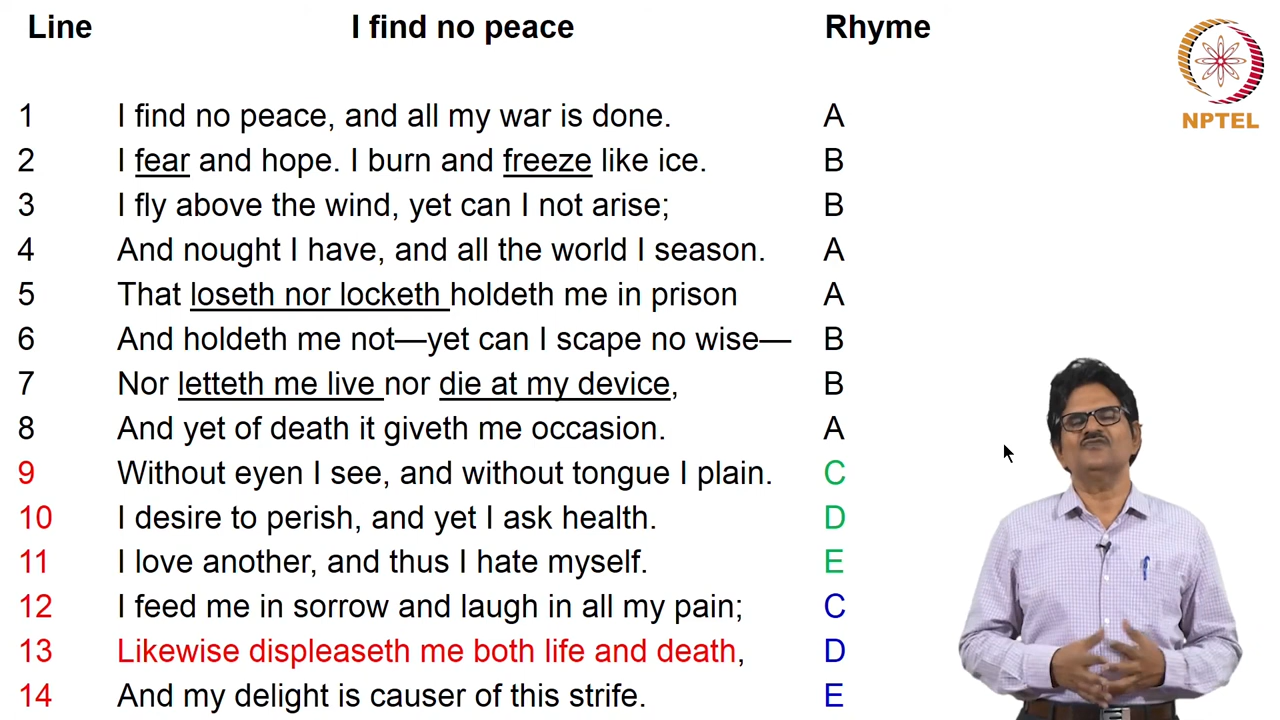 Line I find no peace Rhyme
NPTEL
1 I find no peace, and all my war is done. A
2 I fear and hope. I burn and freeze like ice. B
3 I fly above the wind, yet can I not arise; B
4 And nought I have, and all the world I season. A
5 That loseth nor locketh holdeth me in prison A
6 And holdeth me not—yet can I scape no wise— B
7 Nor letteth me live nor die at my device, B
8 And yet of death it giveth me occasion. A
9 Without eyen I see, and without tongue I plain. C
10 I desire to perish, and yet I ask health. D
11 I love another, and thus I hate myself. E
12 I feed me in sorrow and laugh in all my pain; C
13 Likewise displeaseth me both life and death, D
14 And my delight is causer of this strife. E